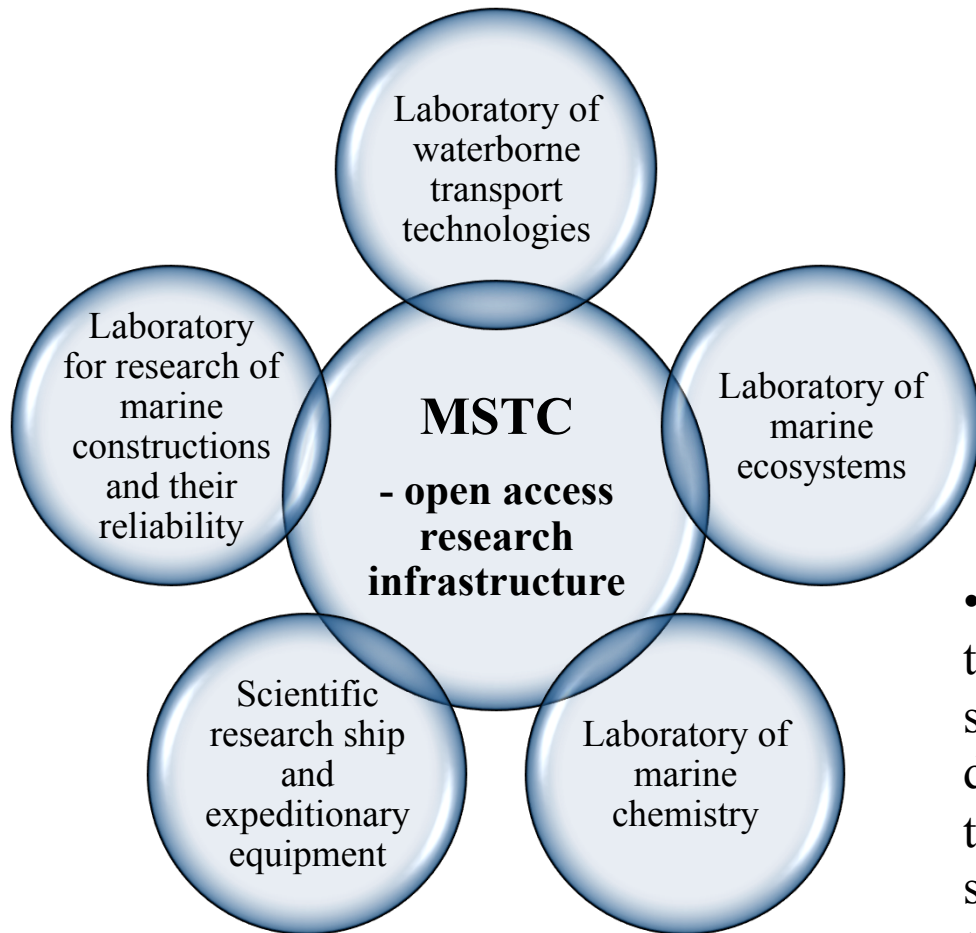 Laboratory of
waterborne
transport
technologies
Laboratory
for research of
marine
constructions
and their
reliability
MSTC
- open access
research
infrastructure
Laboratory of
marine
ecosystems
Scientific
research ship
and
expeditionary
equipment
Laboratory of
marine
chemistry
•